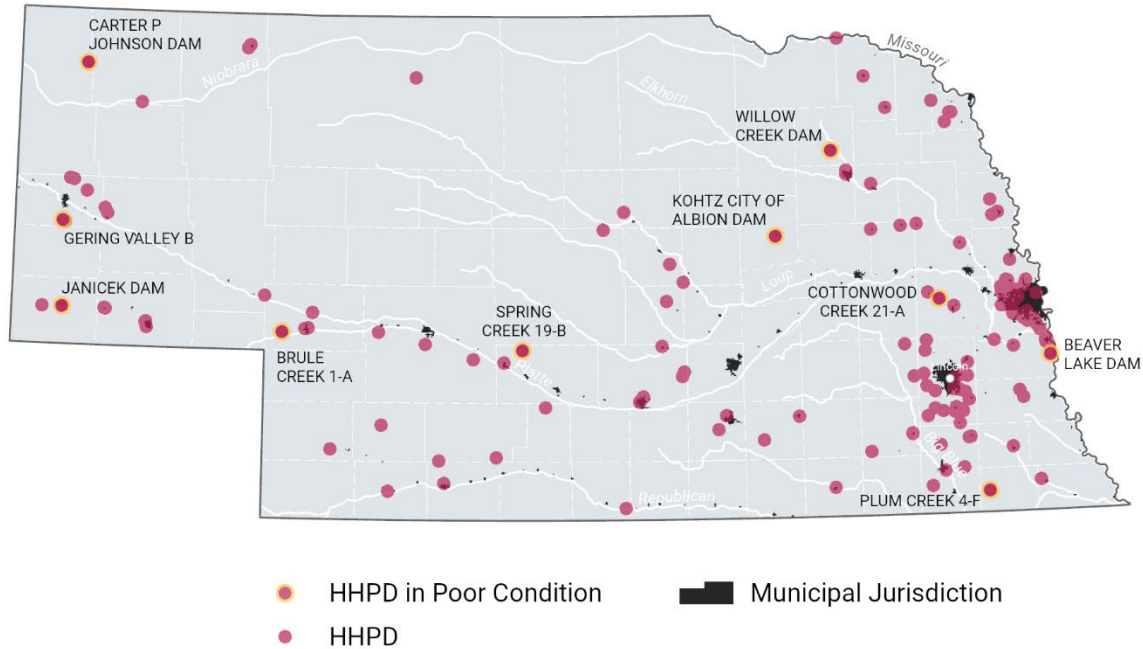 CARTER P
JOHNSON DAM
Niobrara
Missouri
Elkhorn
WILLOW
CREEK DAM
KOHTZ CITY OF
ALBION DAM
GERING VALLEY B
JANICEK DAM
Loup
COTTONWOOD
CREEK 21-A
SPRING
CREEK 19-B
BRULE
CREEK 1-A
Platte
BEAVER
LAKE DAM
Lincoln
Big Blue
PLUM CREEK 4-F
Republican
HHPD in Poor Condition
Municipal Jurisdiction
HHPD